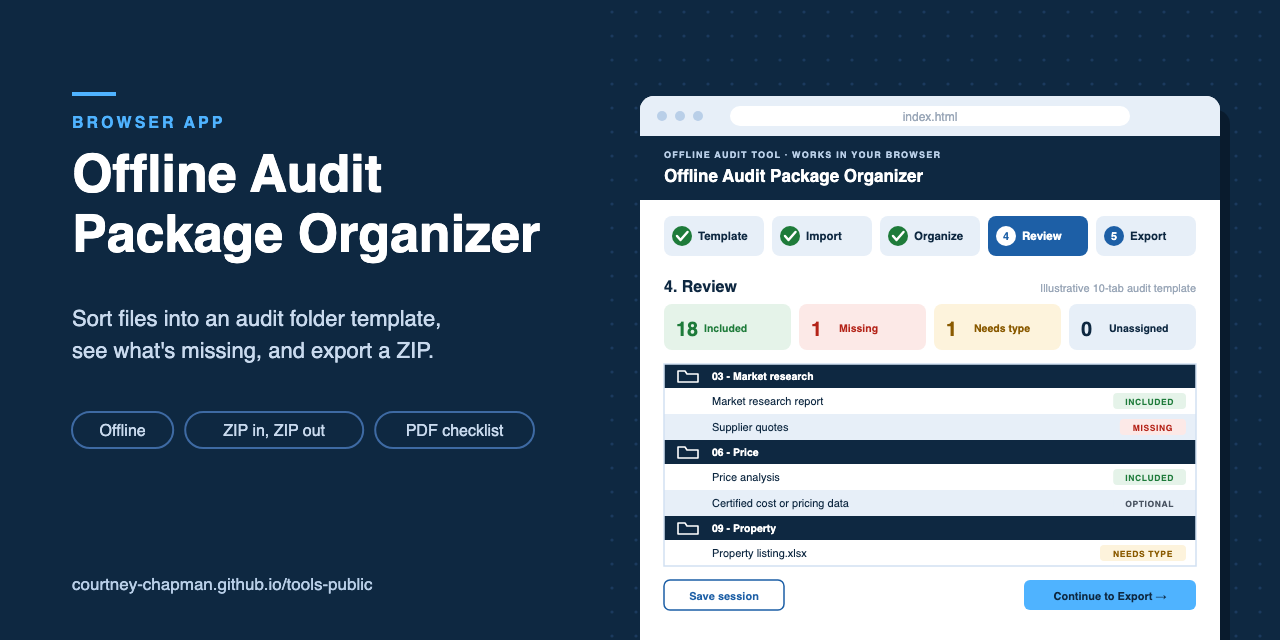 BROWSER APP
Offline Audit
Package Organizer
Sort files into an audit folder template,
see what's missing, and export a ZIP.
Offline
ZIP in, ZIP out
PDF checklist
courtney-chapman.github.io/tools-public
index.html
OFFLINE AUDIT TOOL · WORKS IN YOUR BROWSER
Offline Audit Package Organizer
Template
Import
Organize
4 Review
5 Export
4. Review
Illustrative 10-tab audit template
18 Included
1 Missing
1 Needs type
0 Unassigned
03 - Market research
Market research report INCLUDED
Supplier quotes MISSING
06 - Price
Price analysis INCLUDED
Certified cost or pricing data OPTIONAL
09 - Property
Property listing.xlsx NEEDS TYPE
Save session
Continue to Export →